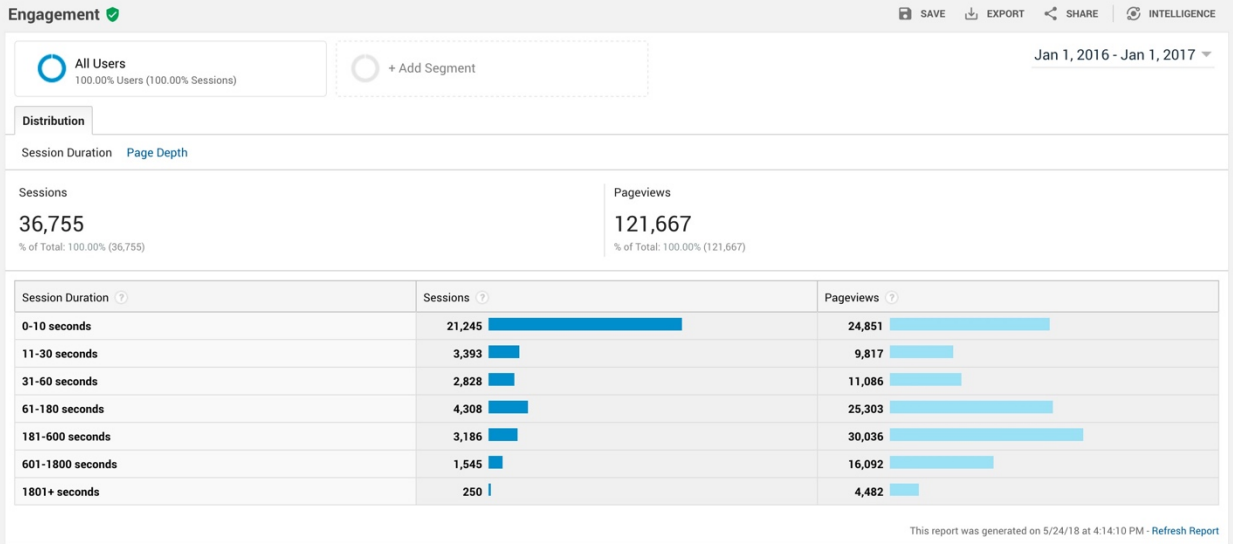 Engagement
SAVE EXPORT SHARE INTELLIGENCE
All Users
100.00% Users (100.00% Sessions)
+ Add Segment
Jan 1, 2016 - Jan 1, 2017
Distribution
Session Duration Page Depth
Sessions
36,755
% of Total: 100.00% (36,755)
Pageviews
121,667
% of Total: 100.00% (121,667)
Session Duration ? Sessions ? Pageviews ?
0-10 seconds 21,245 24,851
11-30 seconds 3,393 9,817
31-60 seconds 2,828 11,086
61-180 seconds 4,308 25,303
181-600 seconds 3,186 30,036
601-1800 seconds 1,545 16,092
1801+ seconds 250 4,482
This report was generated on 5/24/18 at 4:14:10 PM - Refresh Report